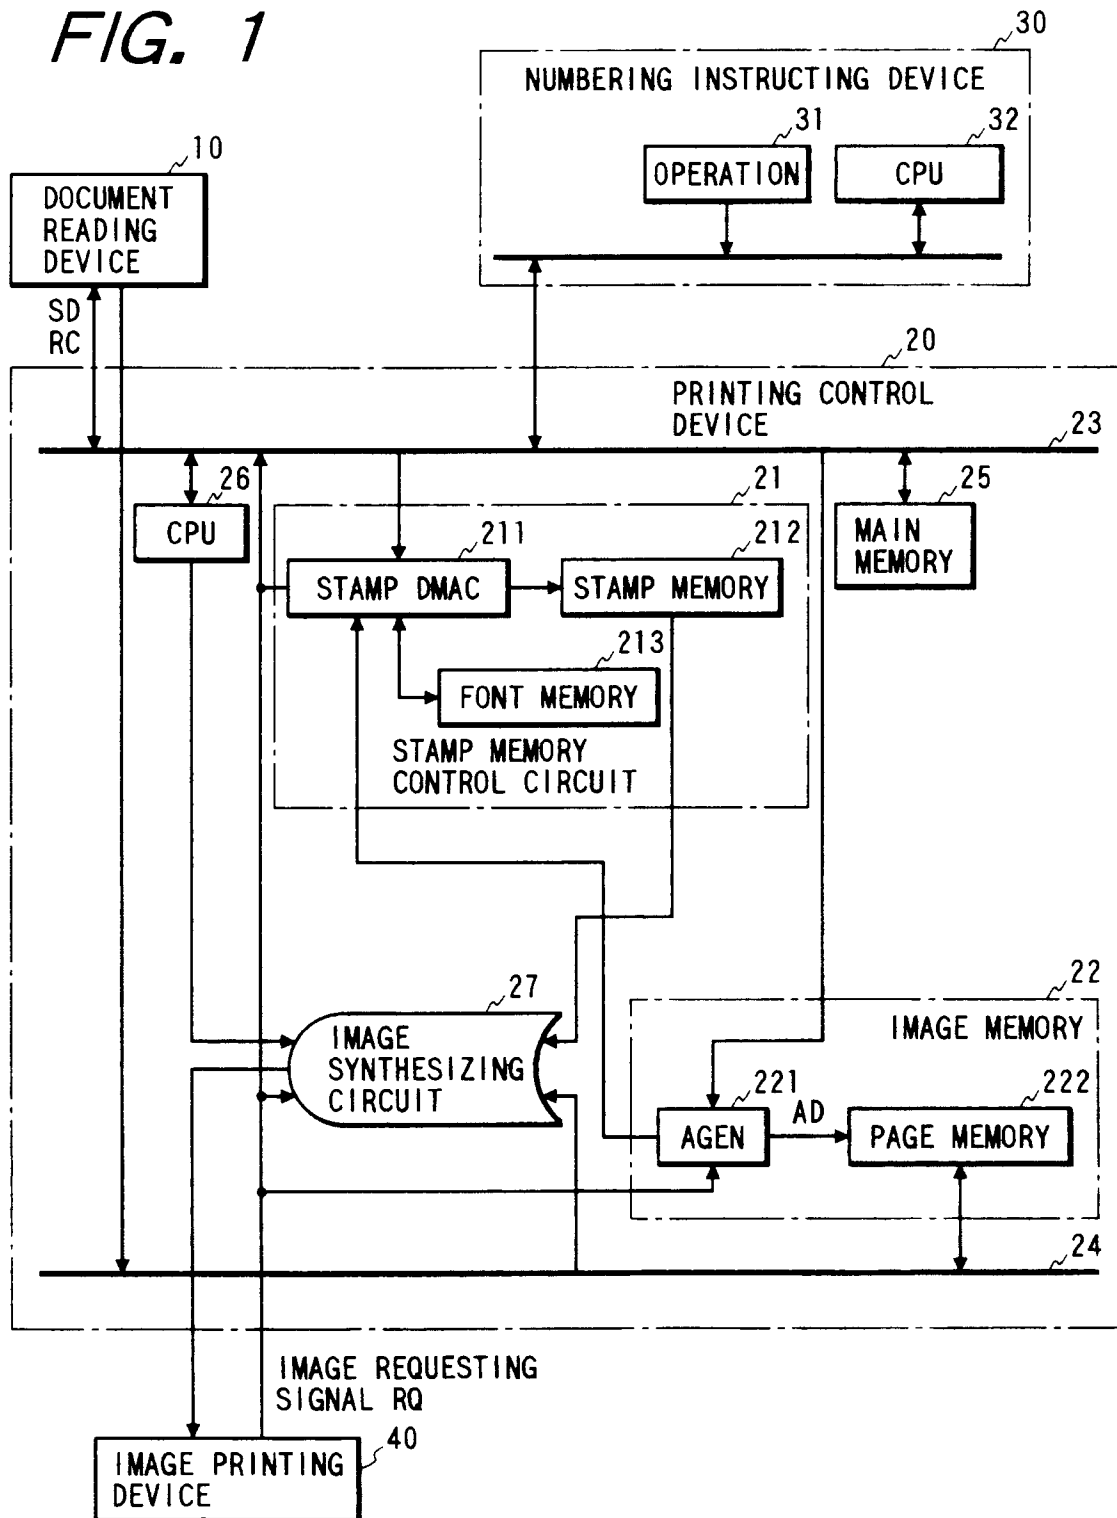 FIG. 1
30
NUMBERING INSTRUCTING DEVICE
31
32
OPERATION
CPU
10
DOCUMENT
READING
DEVICE
SD
RC
20
PRINTING CONTROL
DEVICE
23
26
CPU
21
25
MAIN
MEMORY
211
STAMP DMAC
212
STAMP MEMORY
213
FONT MEMORY
STAMP MEMORY
CONTROL CIRCUIT
27
IMAGE
SYNTHESIZING
CIRCUIT
22
IMAGE MEMORY
221
AGEN
AD
222
PAGE MEMORY
24
IMAGE REQUESTING
SIGNAL RQ
40
IMAGE PRINTING
DEVICE